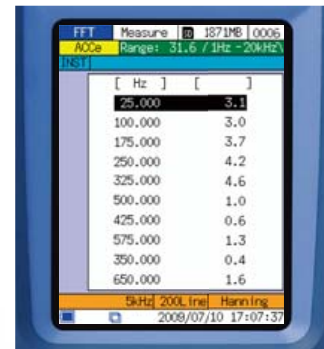 FFT Measure SD 1871MB 0006
ACCe Range: 31.6 / 1Hz - 20kHz
INST
[ Hz ] [ ]
25.000 3.1
100.000 3.0
175.000 3.7
250.000 4.2
325.000 4.6
500.000 1.0
425.000 0.6
575.000 1.3
350.000 0.4
650.000 1.6
5kHz 200Line Hanning
2009/07/10 17:07:37